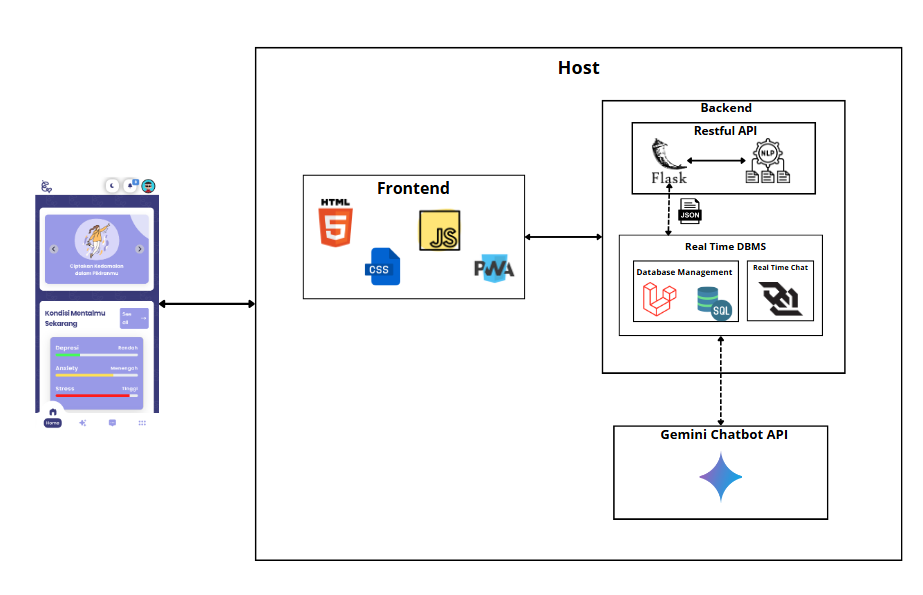 Host
Backend
Restful API
Flask
NLP
JSON
Real Time DBMS
Database Management
SQL
Real Time Chat
Frontend
HTML
5
JS
CSS
PWA
Gemini Chatbot API
Ciptakan Kedamaian
dalam Pikiranmu
Kondisi Mentalmu
Sekarang
See
all
Depresi
Rendah
Anxiety
Menengah
Stress
Tinggi
Home